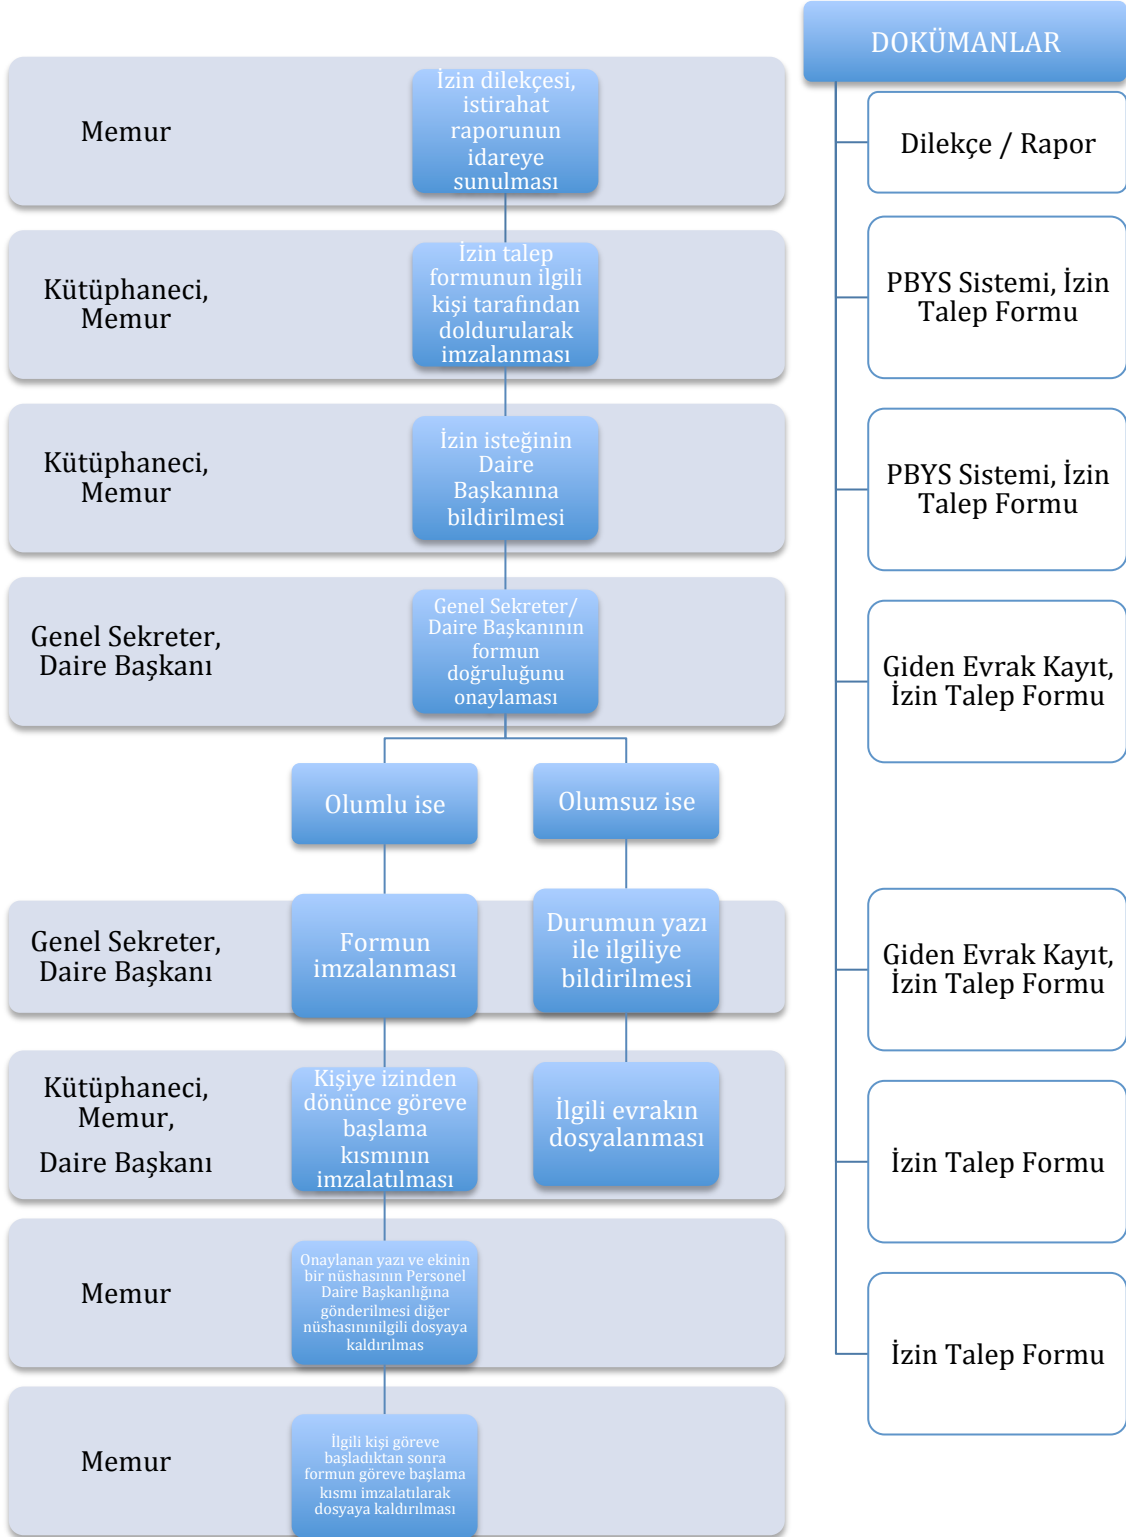 DOKÜMANLAR
Memur
İzin dilekçesi,
istirahat
raporunun
idareye
sunulması
Dilekçe / Rapor
Kütüphaneci,
Memur
İzin talep
formunun ilgili
kişi tarafından
doldurularak
imzalanması
PBYS Sistemi, İzin
Talep Formu
Kütüphaneci,
Memur
İzin isteğinin
Daire
Başkanına
bildirilmesi
PBYS Sistemi, İzin
Talep Formu
Genel Sekreter,
Daire Başkanı
Genel Sekreter/
Daire Başkanının
formun
doğruluğunu
onaylaması
Giden Evrak Kayıt,
İzin Talep Formu
Olumlu ise
Olumsuz ise
Genel Sekreter,
Daire Başkanı
Formun
imzalanması
Durumun yazı
ile ilgiliye
bildirilmesi
Giden Evrak Kayıt,
İzin Talep Formu
Kütüphaneci,
Memur,
Daire Başkanı
Kişiye izinden
dönünce göreve
başlama
kısmının
imzalatılması
İlgili evrakın
dosyalanması
İzin Talep Formu
Memur
Onaylanan yazı ve ekinin
bir nüshasının Personel
Daire Başkanlığına
gönderilmesi diğer
nüshasınınilgili dosyaya
kaldırılmas
İzin Talep Formu
Memur
İlgili kişi göreve
başladıktan sonra
formun göreve başlama
kısmı imzalatılarak
dosyaya kaldırılması